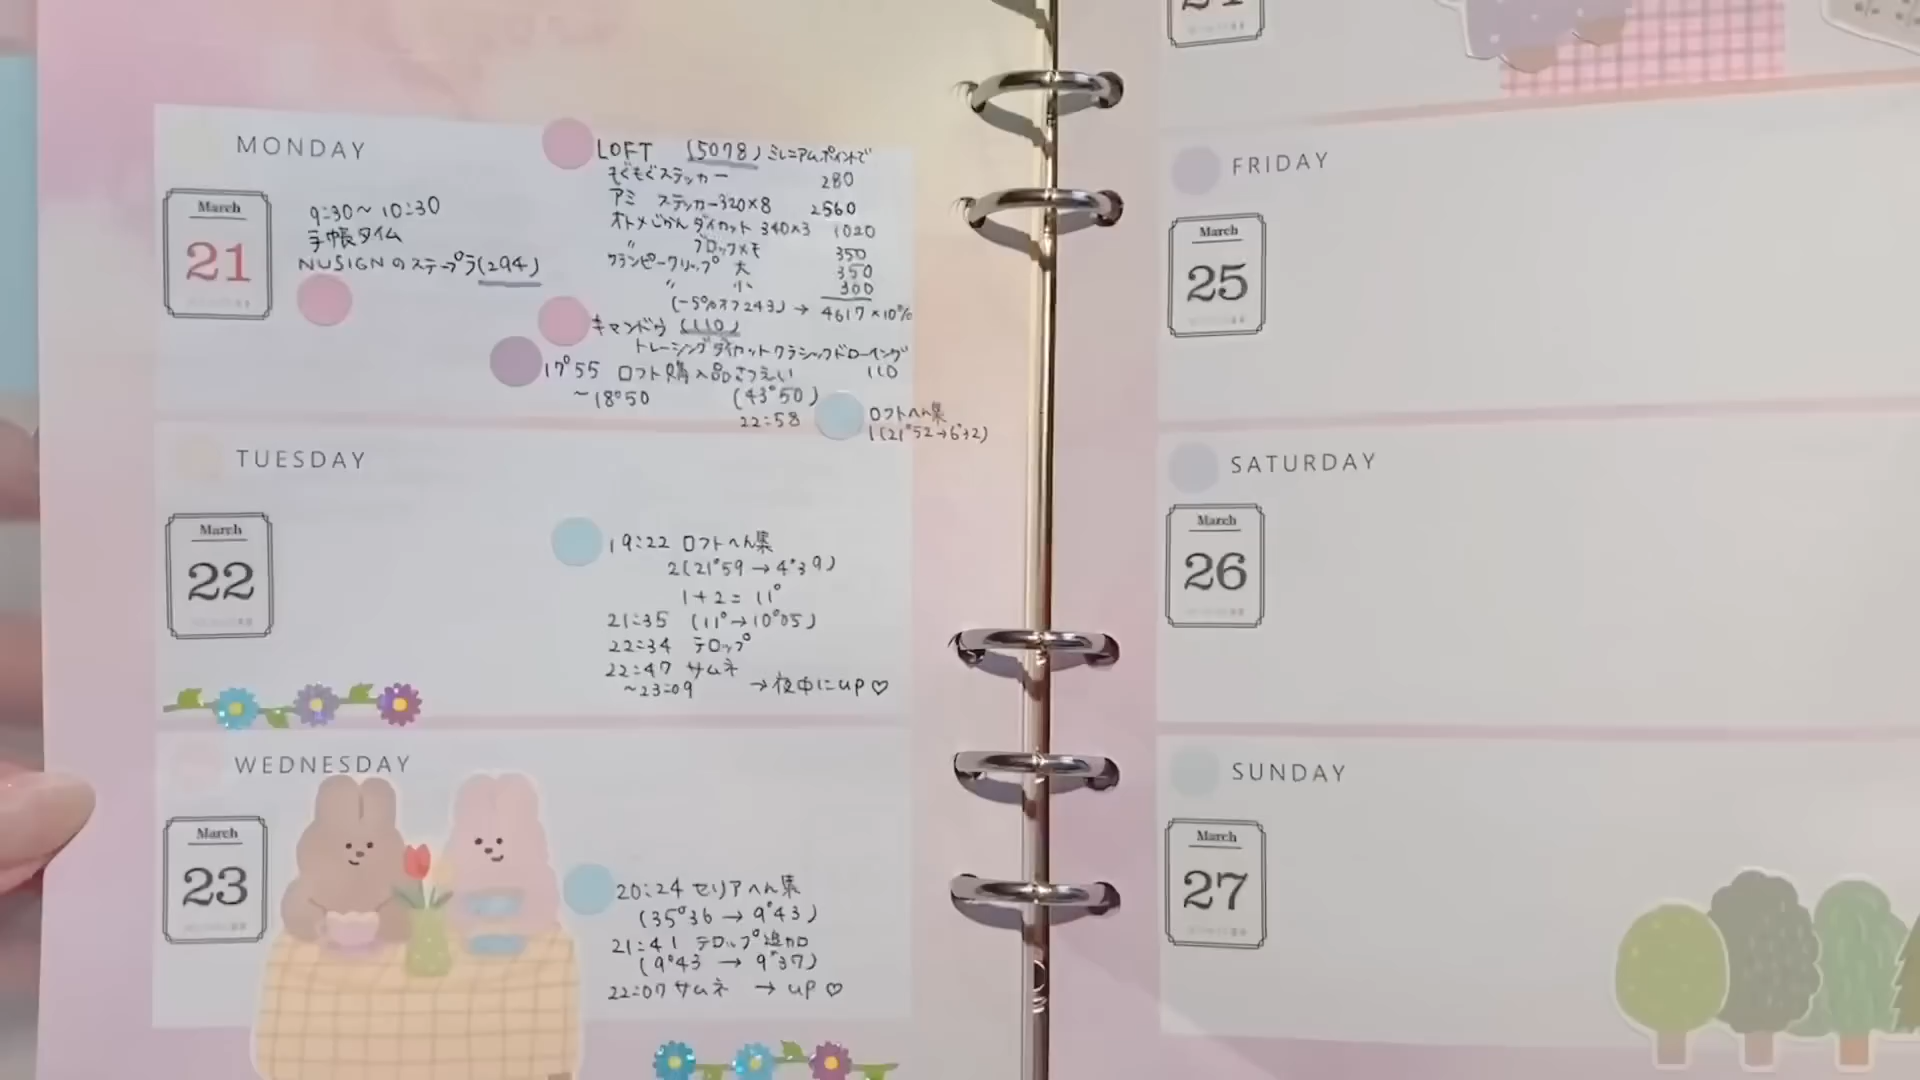 MONDAY
March
21
9:30〜10:30
手帳タイム
NUSIGNのステープラ(294)
LOFT (5078) ミレニアムポイントで
もぐもぐステッカー 280
アミ ステッカー320×8 2560
オトメじかんダイカット 340×3 1020
〃 ブロックメモ 350
クランピークリップ 大 350
〃 小 300
(-5%オフ243) → 4617×10%
キャンドゥ (110)
トレーシングダイカットクラシックドローイング
110
17°55 ロフト購入品さつえい
〜18°50 (43°50)
22:58 ロフトへん集
1(21°52→6°32)
TUESDAY
March
22
19:22 ロフトへん集
2(21°59 → 4°39)
1+2= 11°
21:35 (11°→10°05)
22:34 テロップ
22:47 サムネ
〜23:09 →夜中にup♡
WEDNESDAY
March
23
20:24 セリアへん集
(35°36 → 9°43)
21:41 テロップ追加
(9°43 → 9°37)
22:07 サムネ → up♡
FRIDAY
March
25
SATURDAY
March
26
SUNDAY
March
27